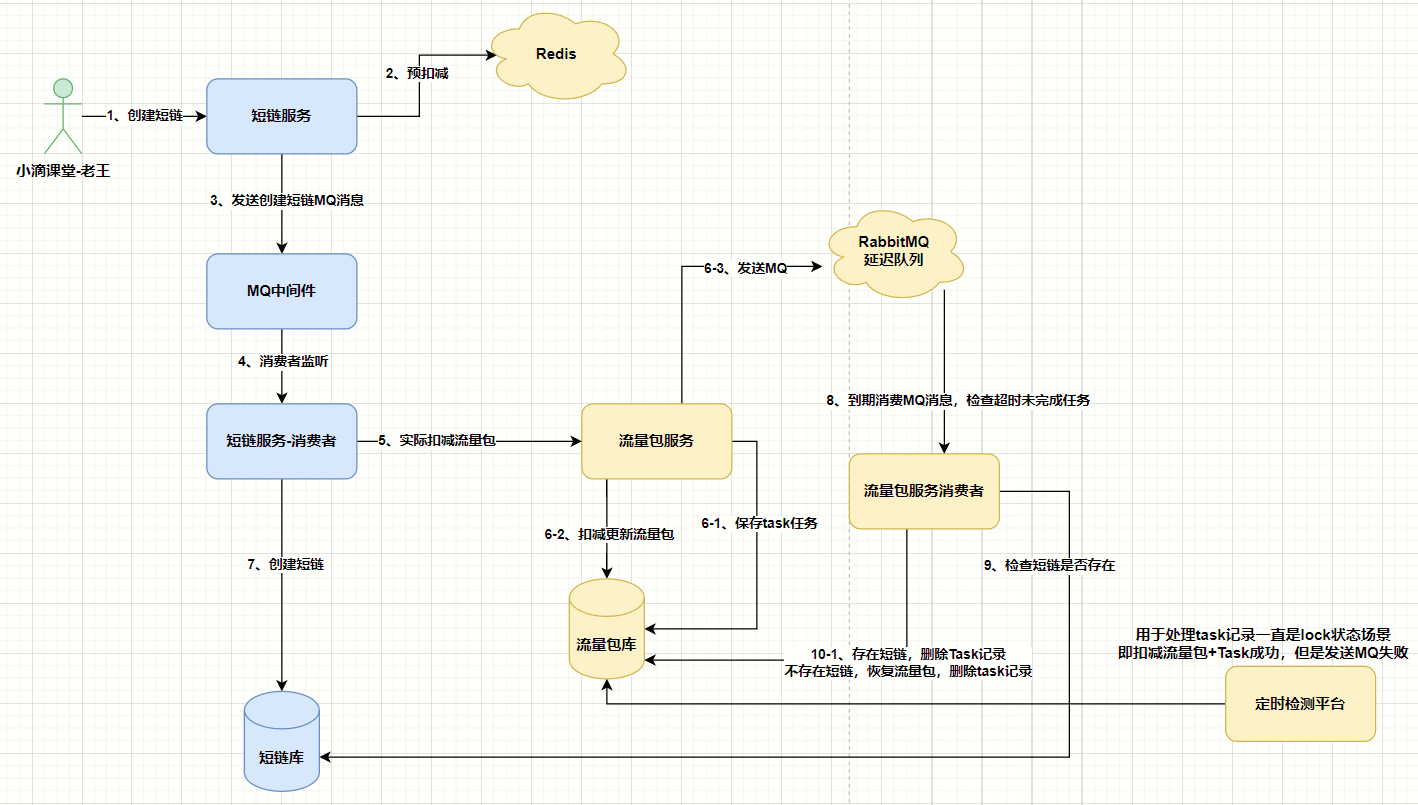 Redis
2、预扣减
短链服务
1、创建短链
小滴课堂-老王
3、发送创建短链MQ消息
RabbitMQ
延迟队列
6-3、发送MQ
MQ中间件
4、消费者监听
8、到期消费MQ消息，检查超时未完成任务
短链服务-消费者
5、实际扣减流量包
流量包服务
流量包服务消费者
6-1、保存task任务
6-2、扣减更新流量包
7、创建短链
9、检查短链是否存在
用于处理task记录一直是lock状态场景
即扣减流量包+Task成功，但是发送MQ失败
流量包库
10-1、存在短链，删除Task记录
不存在短链，恢复流量包，删除task记录
定时检测平台
短链库